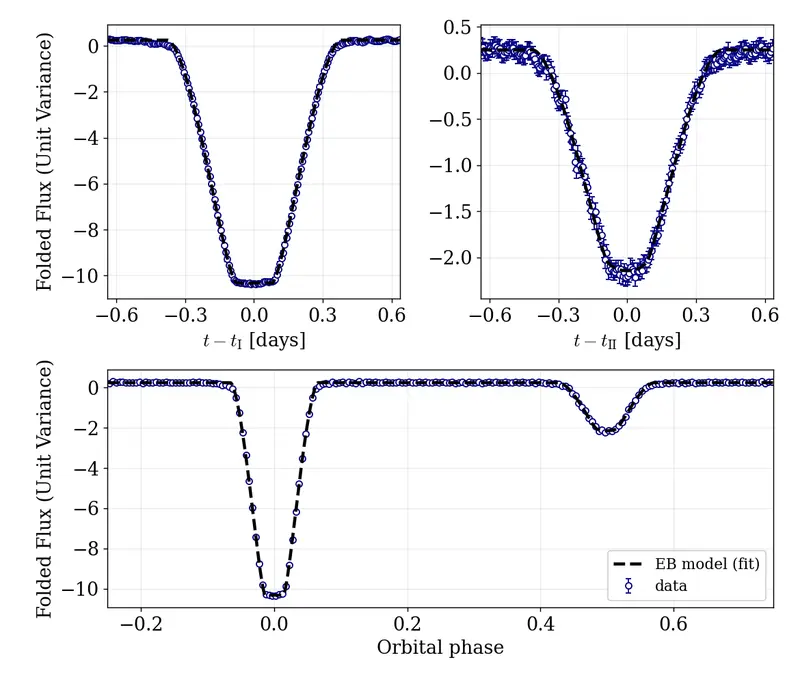 Folded Flux (Unit Variance)
0
−2
−4
−6
−8
−10
−0.6 −0.3 0.0 0.3 0.6
t − tI [days]
0.5
0.0
−0.5
−1.0
−1.5
−2.0
−0.6 −0.3 0.0 0.3 0.6
t − tII [days]
Folded Flux (Unit Variance)
0
−2
−4
−6
−8
−10
EB model (fit)
data
−0.2 0.0 0.2 0.4 0.6
Orbital phase